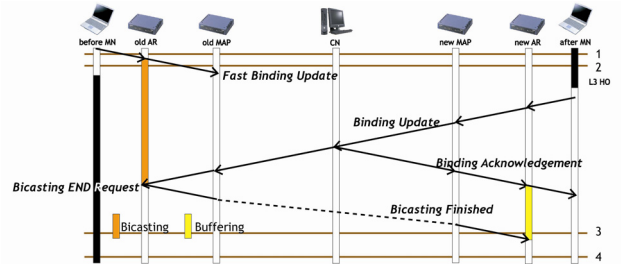 before MN old AR old MAP CN new MAP new AR after MN
1
2
Fast Binding Update
L3 HO
Binding Update
Binding Acknowledgement
Bicasting END Request
Bicasting Finished
Bicasting Buffering
3
4